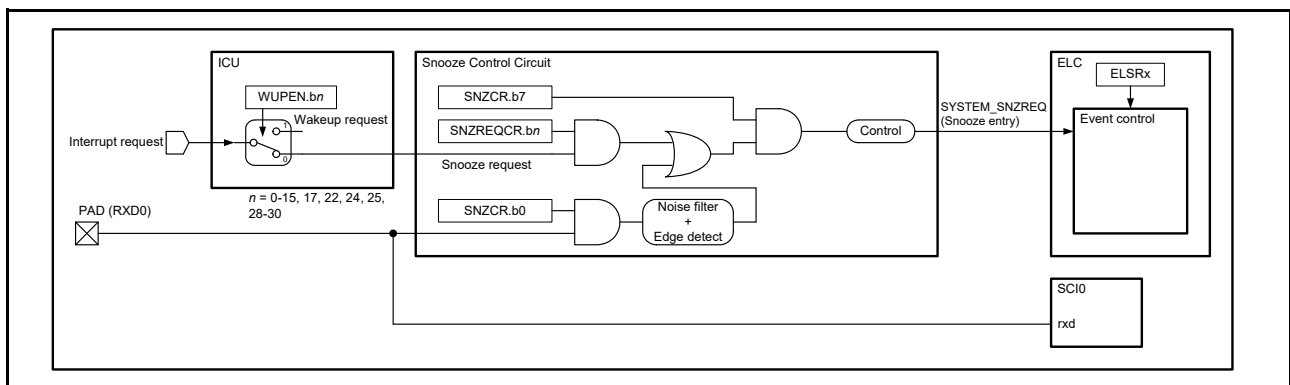 ICU
WUPEN.bn
1
Wakeup request
0
Interrupt request
n = 0-15, 17, 22, 24, 25,
28-30
PAD (RXD0)
Snooze Control Circuit
SNZCR.b7
SNZREQCR.bn
Snooze request
SNZCR.b0
Noise filter
+
Edge detect
Control
SYSTEM_SNZREQ
(Snooze entry)
ELC
ELSRx
Event control
SCI0
rxd